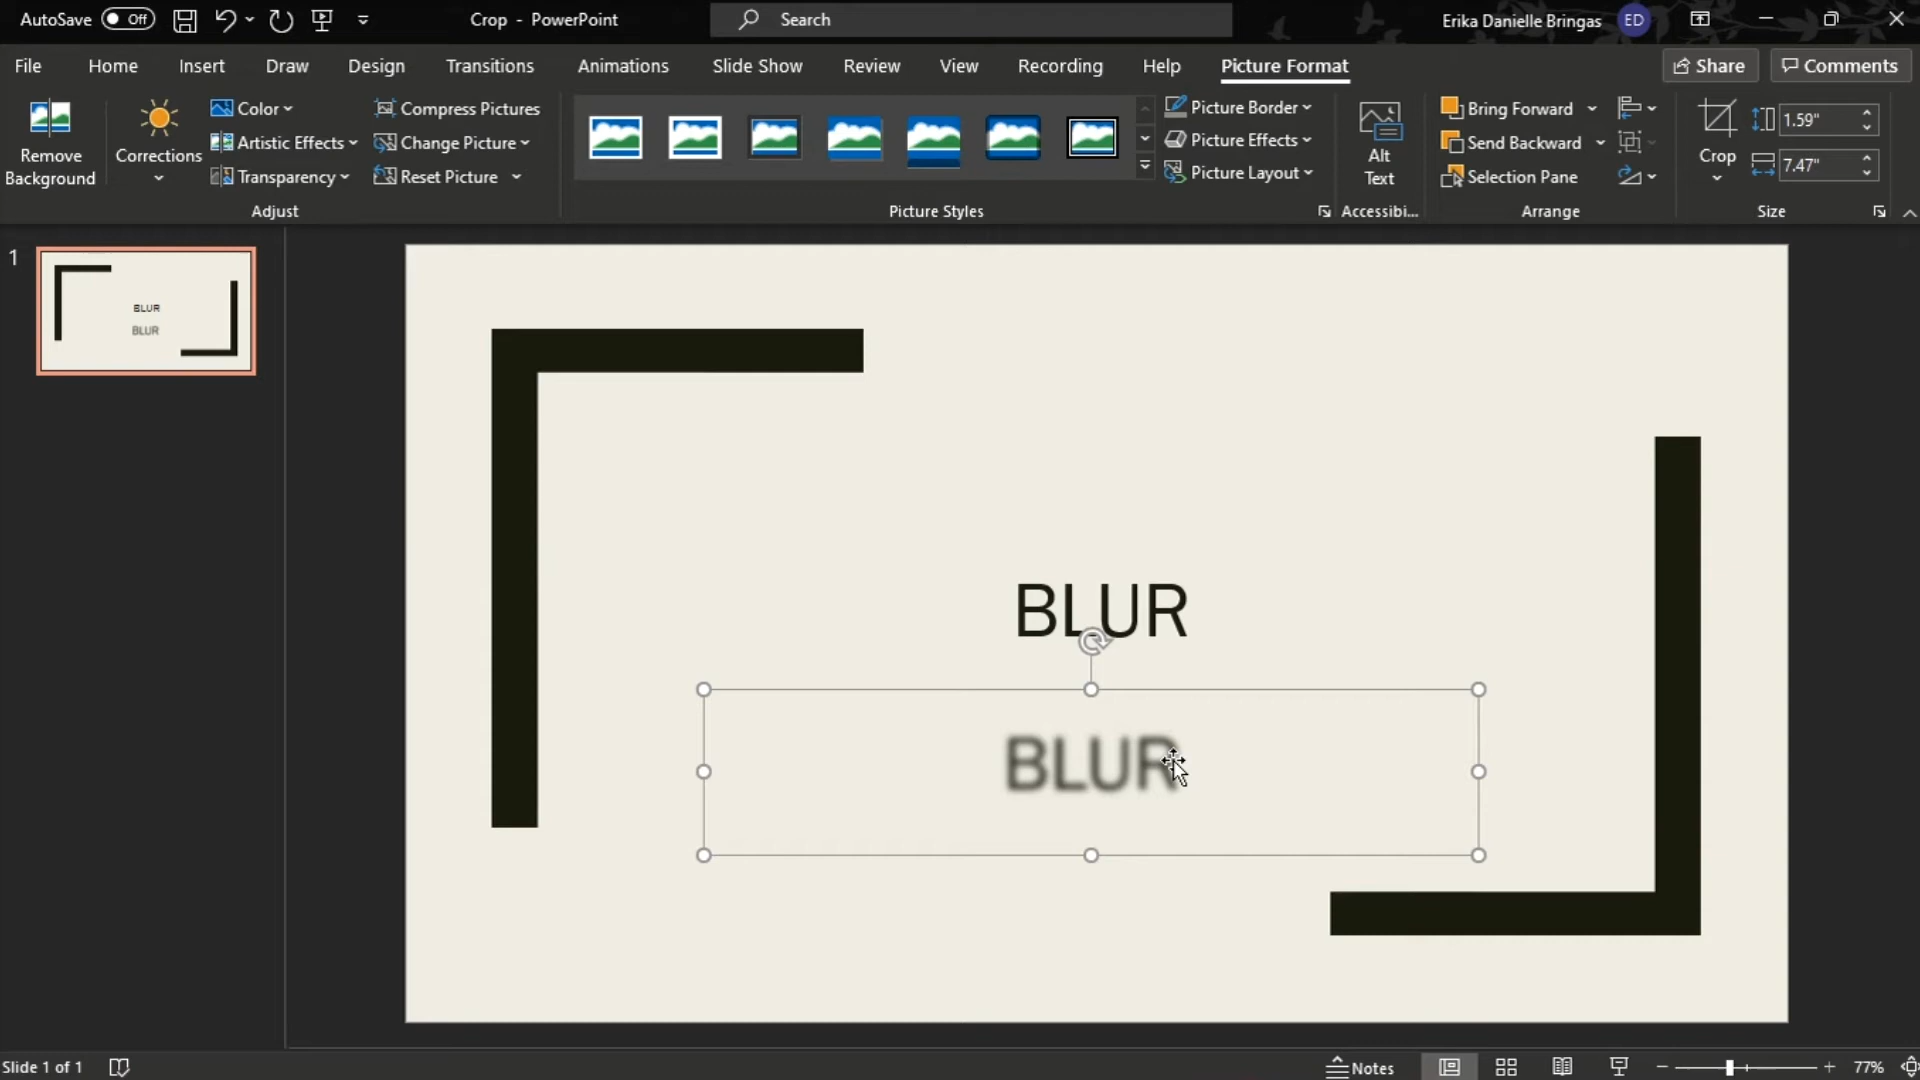 AutoSave Off Crop - PowerPoint Search Erika Danielle Bringas ED
File Home Insert Draw Design Transitions Animations Slide Show Review View Recording Help Picture Format Share Comments
Remove Background
Corrections
Color
Artistic Effects
Transparency
Compress Pictures
Change Picture
Reset Picture
Adjust
Picture Border
Picture Effects
Picture Layout
Picture Styles
Alt Text
Accessibi...
Bring Forward
Send Backward
Selection Pane
Arrange
Crop
1.59"
7.47"
Size
1
BLUR
BLUR
BLUR
BLUR
Slide 1 of 1 Notes 77%